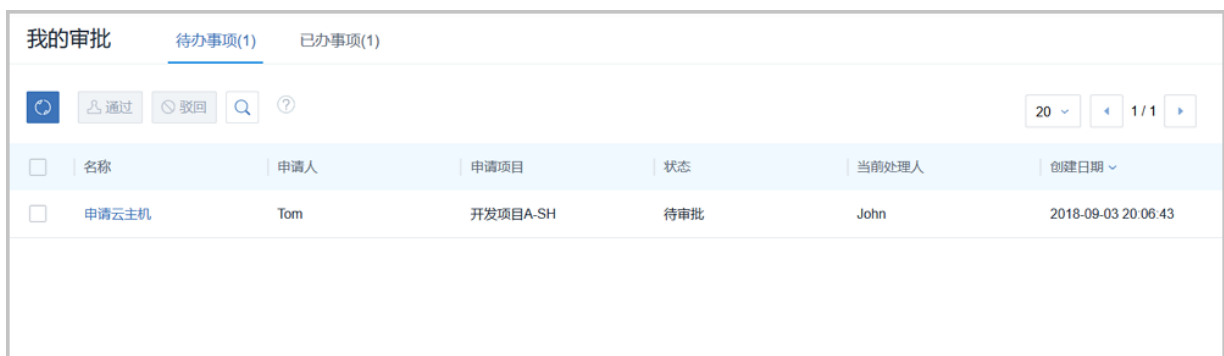 我的审批 待办事项(1) 已办事项(1)
通过 驳回 ? 20 1 / 1
名称 申请人 申请项目 状态 当前处理人 创建日期
申请云主机 Tom 开发项目A-SH 待审批 John 2018-09-03 20:06:43